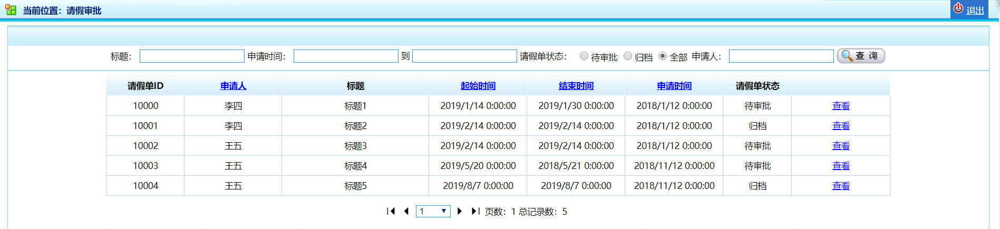 当前位置：请假审批 退出
标题： 申请时间： 到 请假单状态： 待审批 归档 全部 申请人： 查 询
请假单ID 申请人 标题 起始时间 结束时间 申请时间 请假单状态
10000 李四 标题1 2019/1/14 0:00:00 2019/1/30 0:00:00 2018/1/12 0:00:00 待审批 查看
10001 李四 标题2 2019/2/14 0:00:00 2019/2/14 0:00:00 2018/1/12 0:00:00 归档 查看
10002 王五 标题3 2019/2/14 0:00:00 2019/2/14 0:00:00 2018/1/12 0:00:00 待审批 查看
10003 王五 标题4 2019/5/20 0:00:00 2018/5/21 0:00:00 2018/11/12 0:00:00 待审批 查看
10004 王五 标题5 2019/8/7 0:00:00 2019/8/7 0:00:00 2018/11/12 0:00:00 归档 查看
1 页数：1 总记录数：5